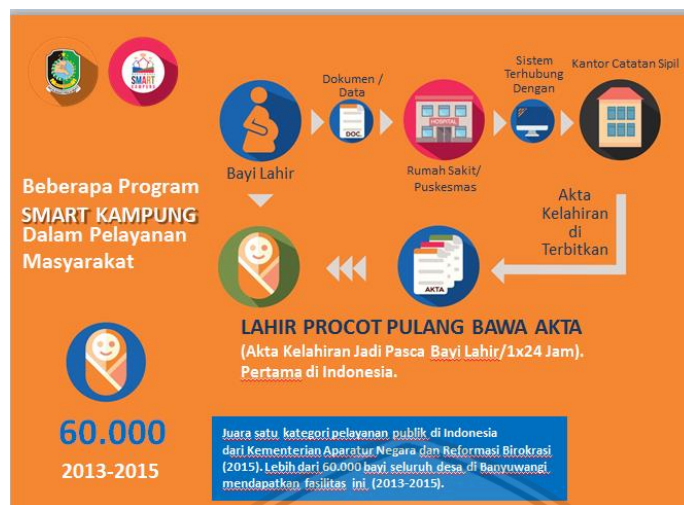 SMART
KAMPUNG
Beberapa Program
SMART KAMPUNG
Dalam Pelayanan
Masyarakat
Bayi Lahir
Dokumen /
Data
DOC.
HOSPITAL
Rumah Sakit/
Puskesmas
Sistem
Terhubung
Dengan
Kantor Catatan Sipil
Akta
Kelahiran
di
Terbitkan
AKTA
LAHIR PROCOT PULANG BAWA AKTA
(Akta Kelahiran Jadi Pasca Bayi Lahir/1x24 Jam).
Pertama di Indonesia.
60.000
2013-2015
Juara satu kategori pelayanan publik di Indonesia
dari Kementerian Aparatur Negara dan Reformasi Birokrasi
(2015). Lebih dari 60.000 bayi seluruh desa di Banyuwangi
mendapatkan fasilitas ini (2013-2015).